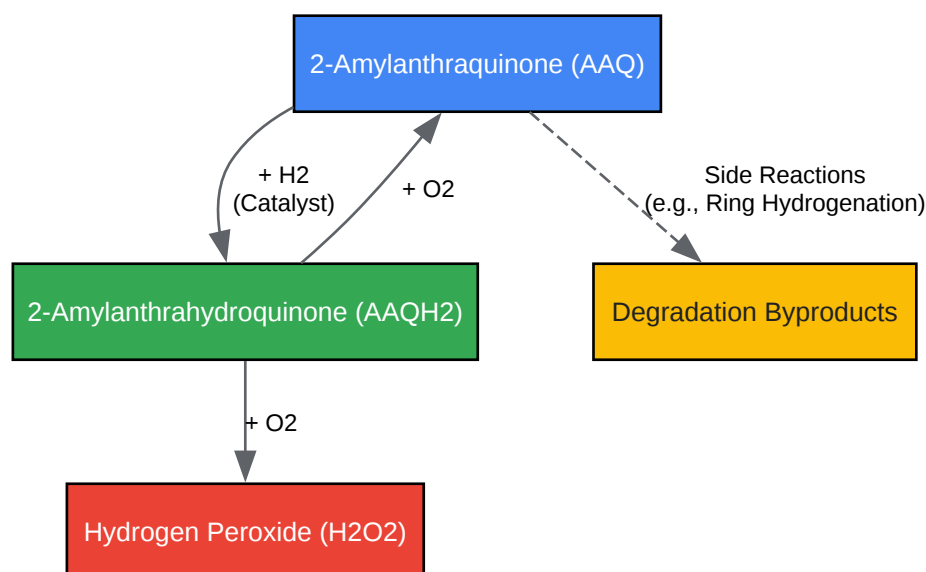 2-Amylanthraquinone (AAQ)
+ H2
(Catalyst)
+ O2
Side Reactions
(e.g., Ring Hydrogenation)
2-Amylanthrahydroquinone (AAQH2)
Degradation Byproducts
+ O2
Hydrogen Peroxide (H2O2)